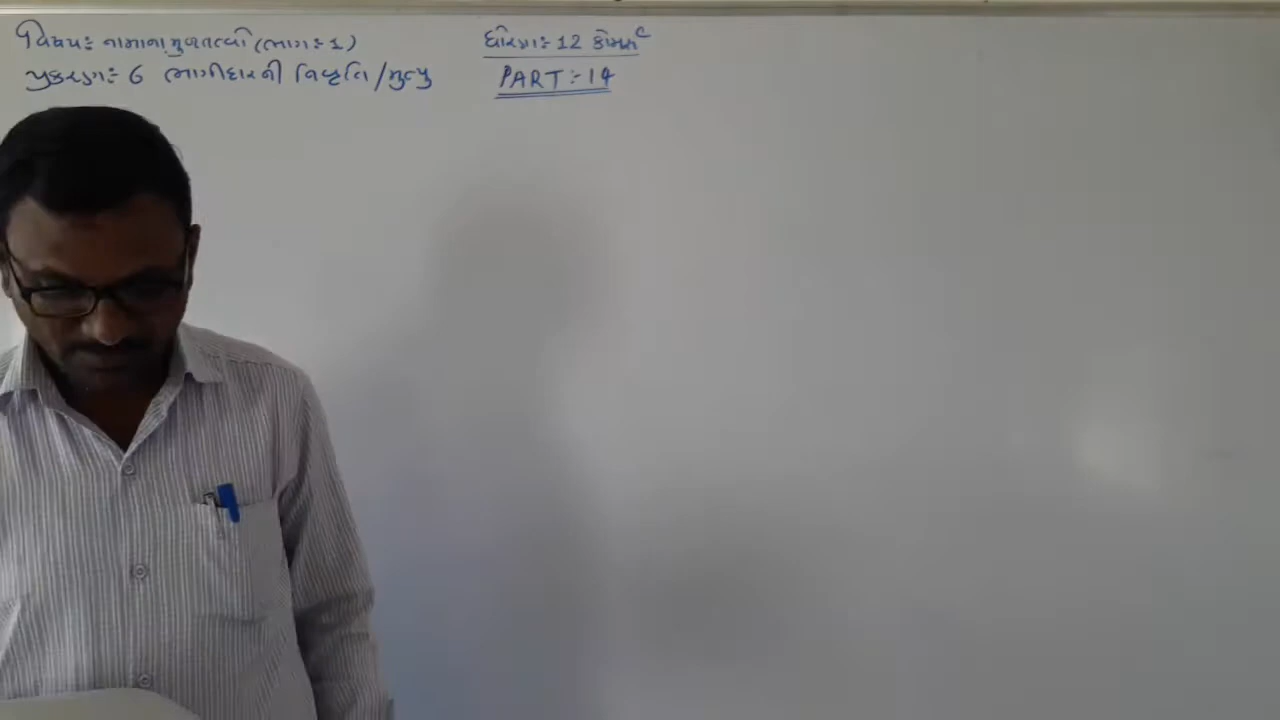 વિષય:- નામાના મુળતત્વો (ભાગ:-1) ધોરણ:- 12 કોમર્સ
પ્રકરણ:- 6 ભાગીદારની નિવૃત્તિ/મૃત્યુ PART:-14